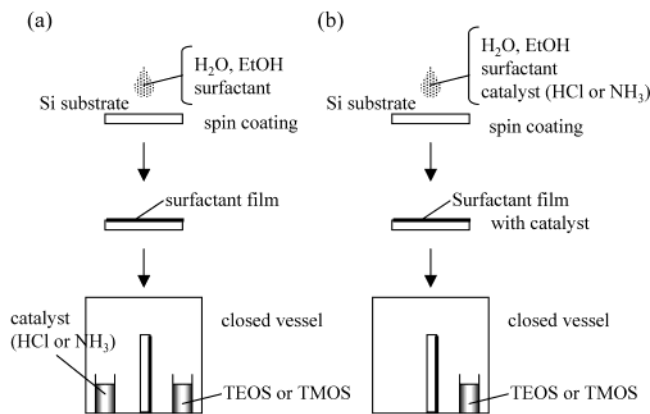 (a)
H₂O, EtOH
surfactant
Si substrate
spin coating
surfactant film
catalyst
(HCl or NH₃)
closed vessel
TEOS or TMOS
(b)
H₂O, EtOH
surfactant
catalyst (HCl or NH₃)
Si substrate
spin coating
Surfactant film
with catalyst
closed vessel
TEOS or TMOS